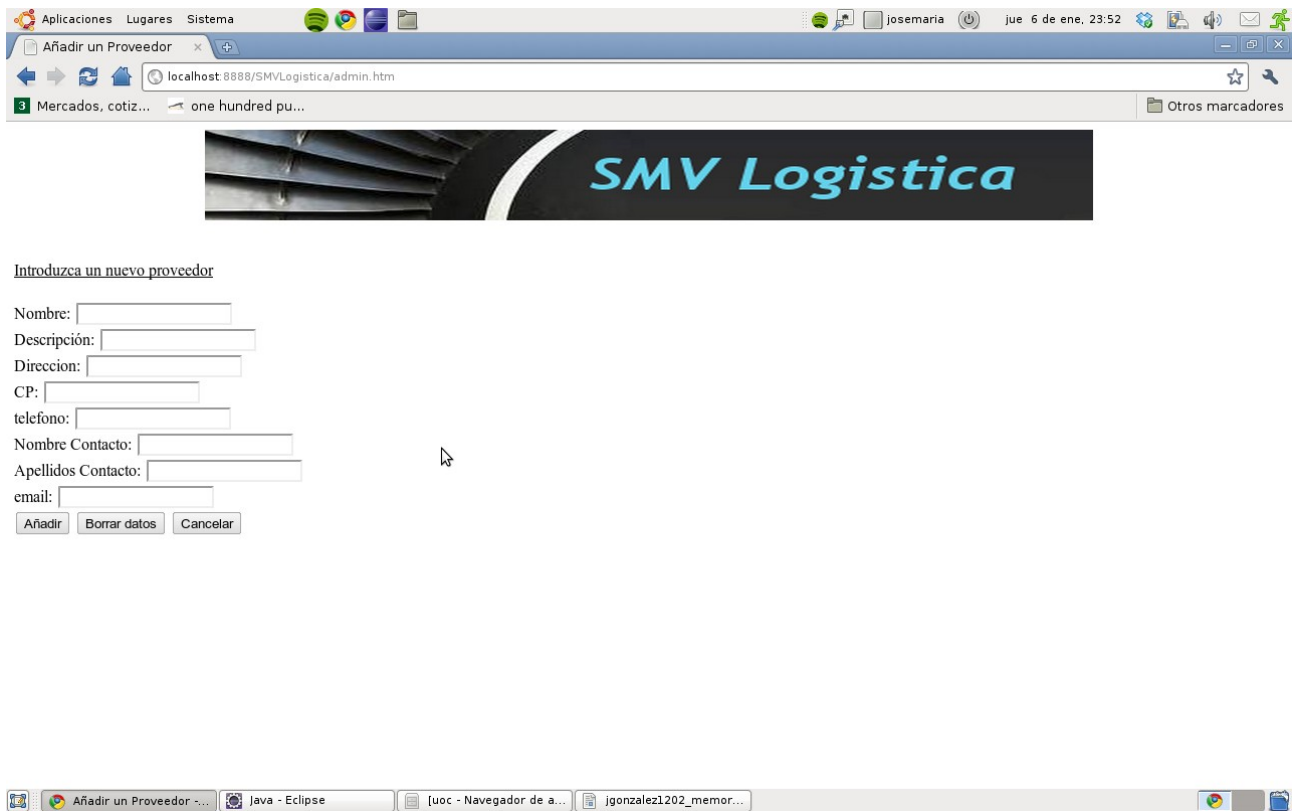 Aplicaciones Lugares Sistema josemaria jue 6 de ene, 23:52
Añadir un Proveedor
localhost:8888/SMVLogistica/admin.htm
3 Mercados, cotiz... one hundred pu... Otros marcadores
SMV Logistica
Introduzca un nuevo proveedor
Nombre:
Descripción:
Direccion:
CP:
telefono:
Nombre Contacto:
Apellidos Contacto:
email:
Añadir Borrar datos Cancelar
Añadir un Proveedor -... Java - Eclipse [uoc - Navegador de a... jgonzalez1202_memor...